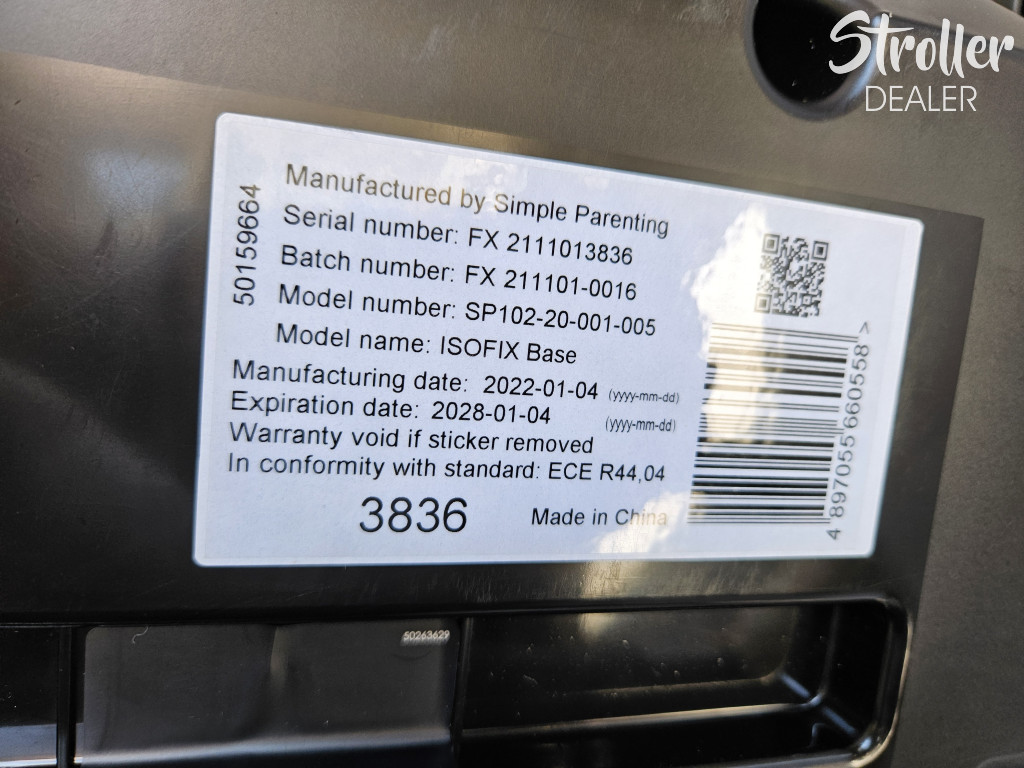 Stroller
DEALER
50159664
Manufactured by Simple Parenting
Serial number: FX 2111013836
Batch number: FX 211101-0016
Model number: SP102-20-001-005
Model name: ISOFIX Base
Manufacturing date: 2022-01-04 (yyyy-mm-dd)
Expiration date: 2028-01-04 (yyyy-mm-dd)
Warranty void if sticker removed
In conformity with standard: ECE R44,04
3836 Made in China
4 897055 660558 >
50263629